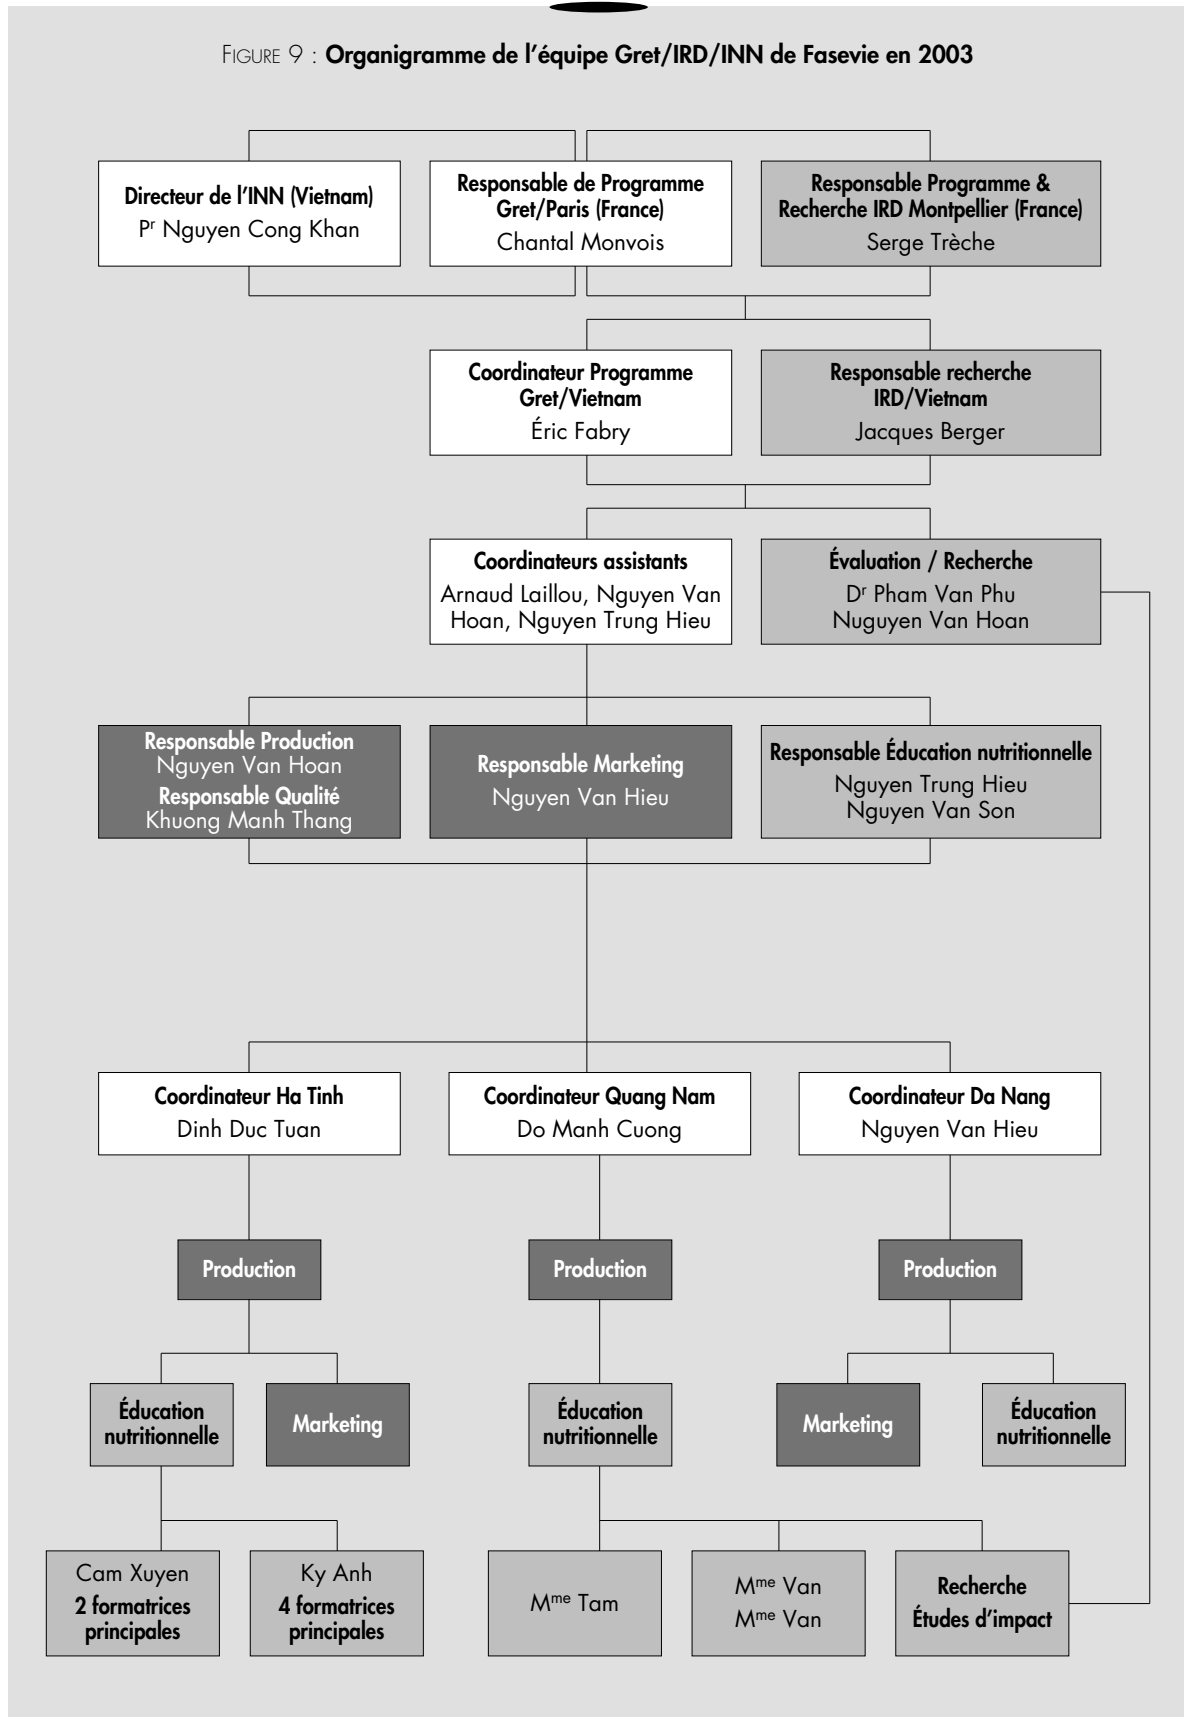 FIGURE 9 : Organigramme de l'équipe Gret/IRD/INN de Fasevie en 2003
Directeur de l'INN (Vietnam)
Pr Nguyen Cong Khan
Responsable de Programme
Gret/Paris (France)
Chantal Monvois
Responsable Programme &
Recherche IRD Montpellier (France)
Serge Trèche
Coordinateur Programme
Gret/Vietnam
Éric Fabry
Responsable recherche
IRD/Vietnam
Jacques Berger
Coordinateurs assistants
Arnaud Laillou, Nguyen Van
Hoan, Nguyen Trung Hieu
Évaluation / Recherche
Dr Pham Van Phu
Nuguyen Van Hoan
Responsable Production
Nguyen Van Hoan
Responsable Qualité
Khuong Manh Thang
Responsable Marketing
Nguyen Van Hieu
Responsable Éducation nutritionnelle
Nguyen Trung Hieu
Nguyen Van Son
Coordinateur Ha Tinh
Dinh Duc Tuan
Coordinateur Quang Nam
Do Manh Cuong
Coordinateur Da Nang
Nguyen Van Hieu
Production
Production
Production
Éducation
nutritionnelle
Marketing
Éducation
nutritionnelle
Marketing
Éducation
nutritionnelle
Cam Xuyen
2 formatrices
principales
Ky Anh
4 formatrices
principales
Mme Tam
Mme Van
Mme Van
Recherche
Études d'impact